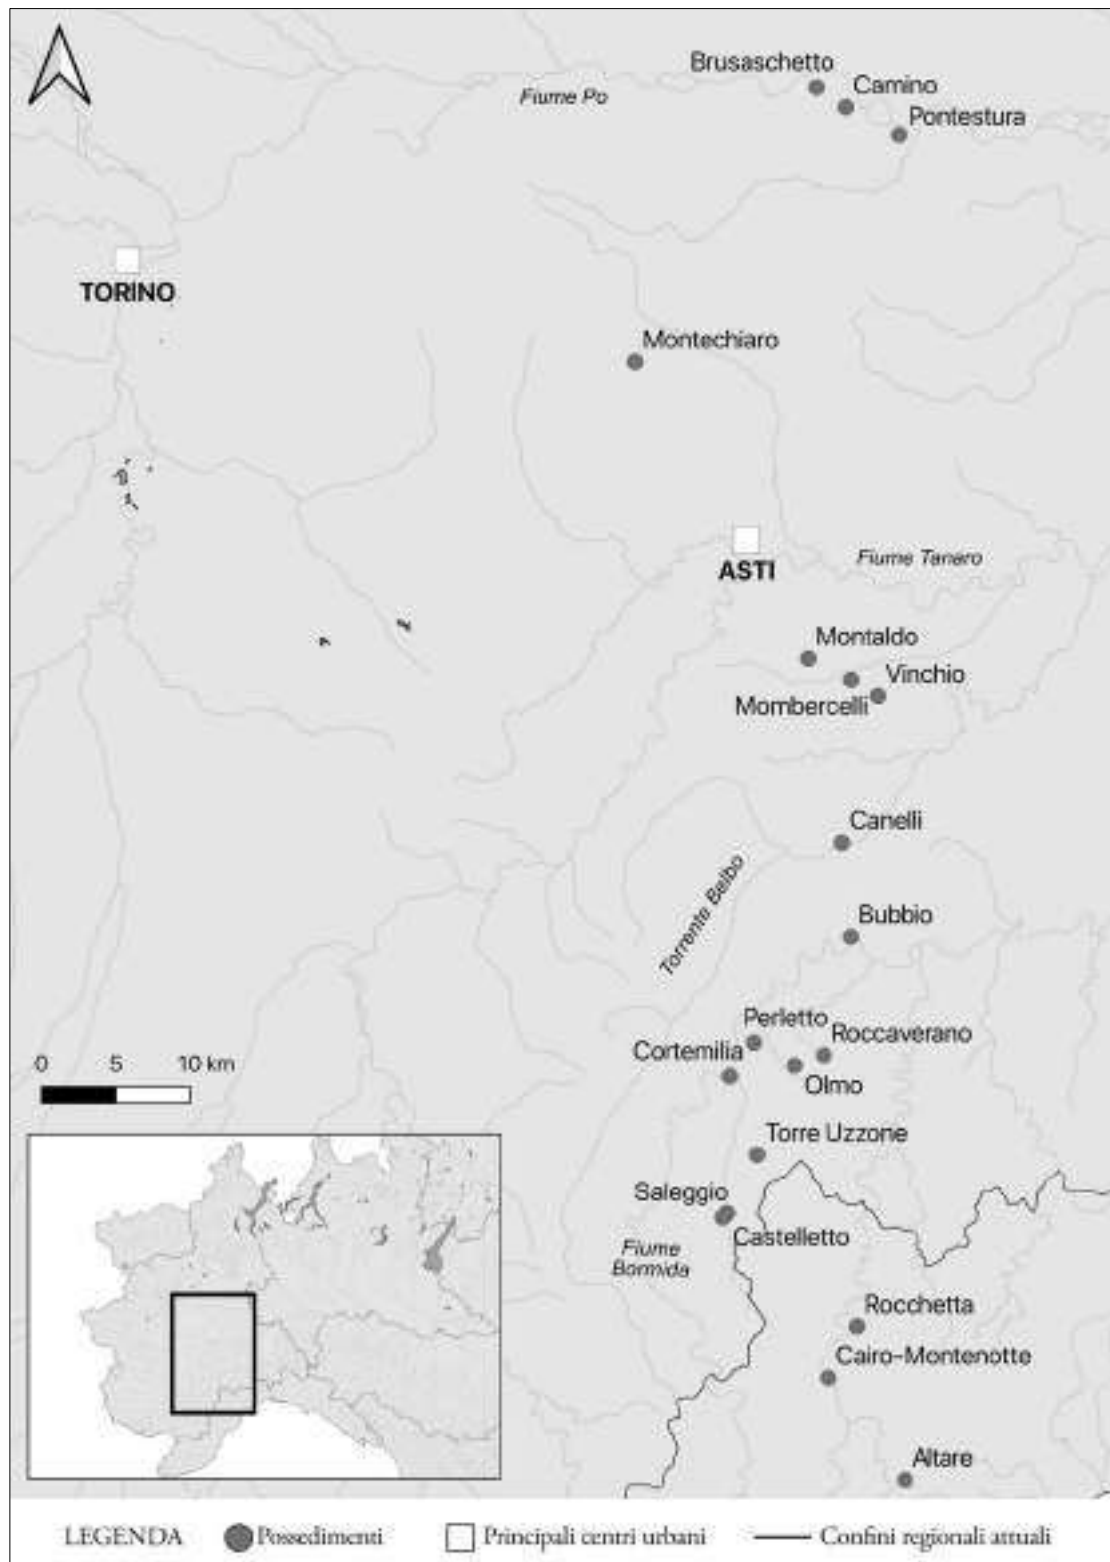 Brusaschetto
Fiume Po
Camino
Pontestura
TORINO
Montechiaro
ASTI
Fiume Tanaro
Montaldo
Vinchio
Mombercelli
Canelli
Torrente Belbo
Bubbio
Perletto
Roccaverano
Cortemilia
Olmo
0 5 10 km
Torre Uzzone
Saleggio
Castelletto
Fiume
Bormida
Rocchetta
Cairo-Montenotte
Altare
LEGENDA Possedimenti Principali centri urbani Confini regionali attuali